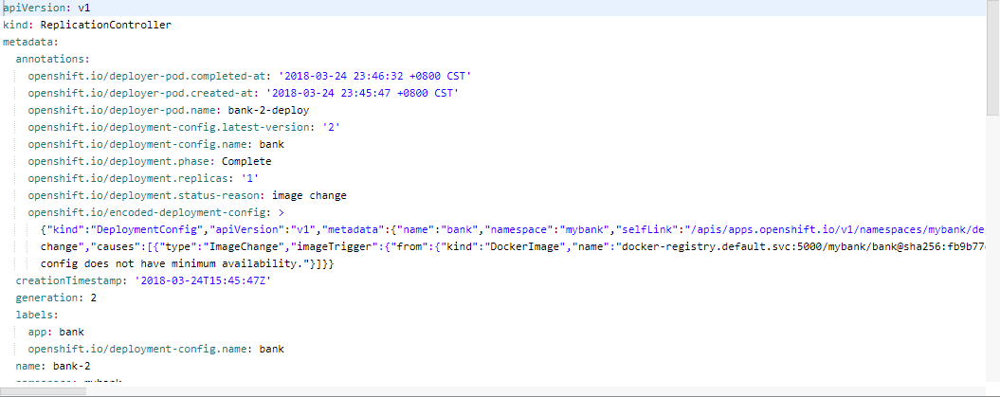 apiVersion: v1
kind: ReplicationController
metadata:
annotations:
openshift.io/deployer-pod.completed-at: '2018-03-24 23:46:32 +0800 CST'
openshift.io/deployer-pod.created-at: '2018-03-24 23:45:47 +0800 CST'
openshift.io/deployer-pod.name: bank-2-deploy
openshift.io/deployment-config.latest-version: '2'
openshift.io/deployment-config.name: bank
openshift.io/deployment.phase: Complete
openshift.io/deployment.replicas: '1'
openshift.io/deployment.status-reason: image change
openshift.io/encoded-deployment-config: >
{"kind":"DeploymentConfig","apiVersion":"v1","metadata":{"name":"bank","namespace":"mybank","selfLink":"/apis/apps.openshift.io/v1/namespaces/mybank/de
change","causes":[{"type":"ImageChange","imageTrigger":{"from":{"kind":"DockerImage","name":"docker-registry.default.svc:5000/mybank/bank@sha256:fb9b77
config does not have minimum availability."}]}}
creationTimestamp: '2018-03-24T15:45:47Z'
generation: 2
labels:
app: bank
openshift.io/deployment-config.name: bank
name: bank-2
namespace: mybank